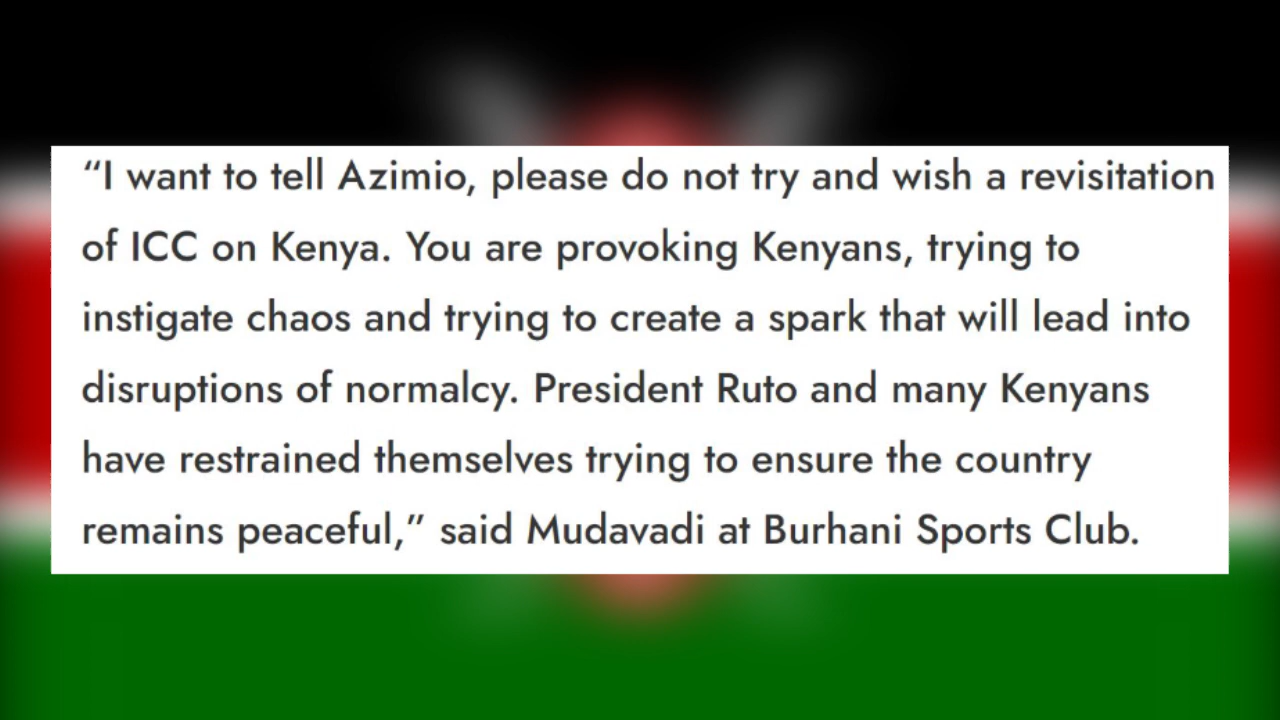 “I want to tell Azimio, please do not try and wish a revisitation
of ICC on Kenya. You are provoking Kenyans, trying to
instigate chaos and trying to create a spark that will lead into
disruptions of normalcy. President Ruto and many Kenyans
have restrained themselves trying to ensure the country
remains peaceful,” said Mudavadi at Burhani Sports Club.